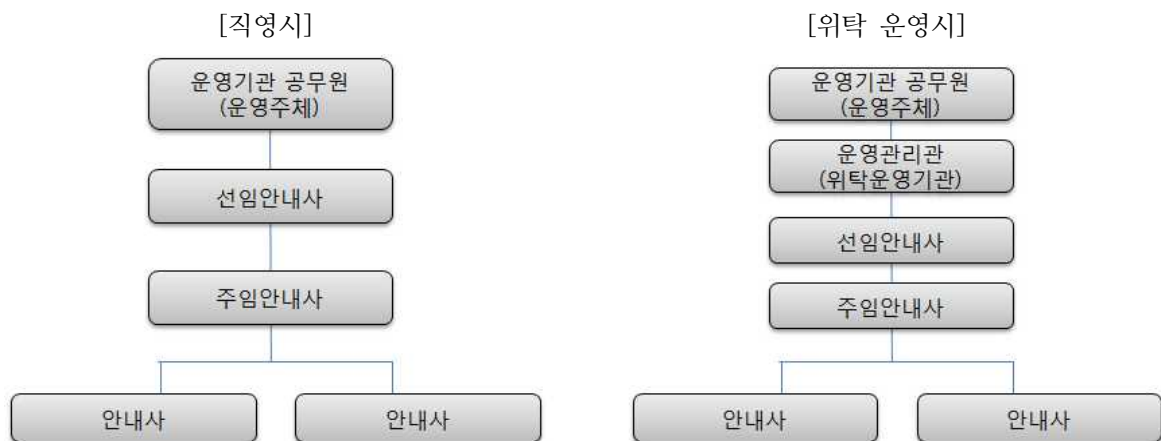 [직영시]
운영기관 공무원
(운영주체)
선임안내사
주임안내사
안내사
안내사
[위탁 운영시]
운영기관 공무원
(운영주체)
운영관리관
(위탁운영기관)
선임안내사
주임안내사
안내사
안내사